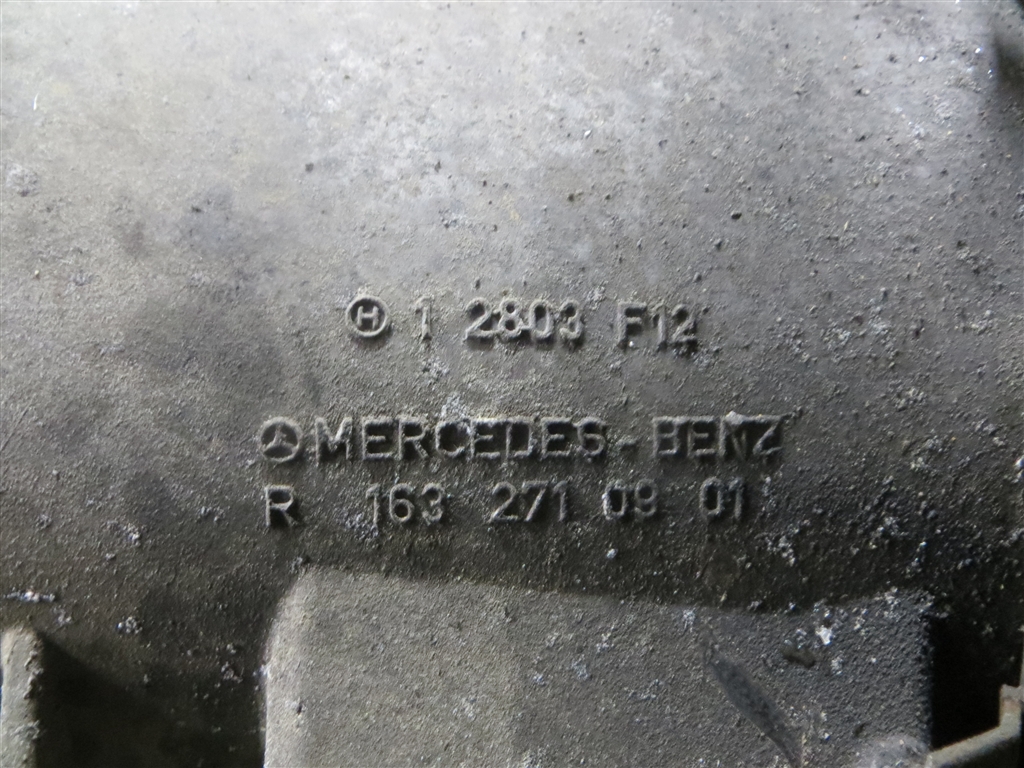 H 1 2803 F12
MERCEDES-BENZ
R 163 271 09 01